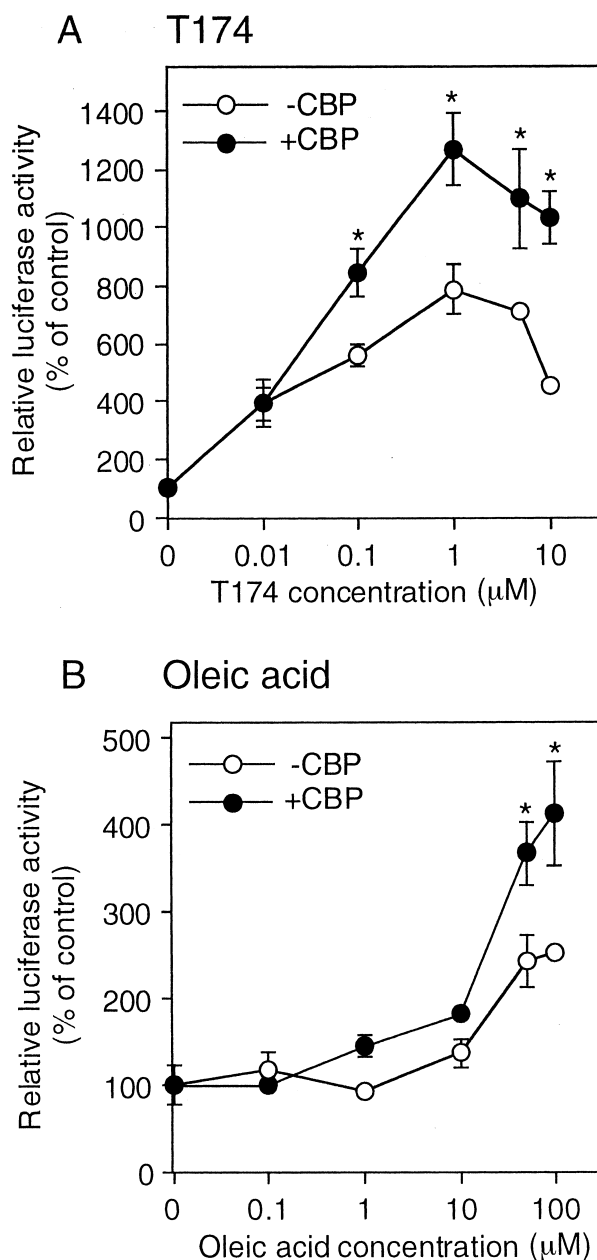 A T174
-CBP
+CBP
*
*
*
*
1400
1200
1000
800
600
400
200
0
Relative luciferase activity
(% of control)
0 0.01 0.1 1 10
T174 concentration (μM)
B Oleic acid
-CBP
+CBP
*
*
500
400
300
200
100
0
Relative luciferase activity
(% of control)
0 0.1 1 10 100
Oleic acid concentration (μM)